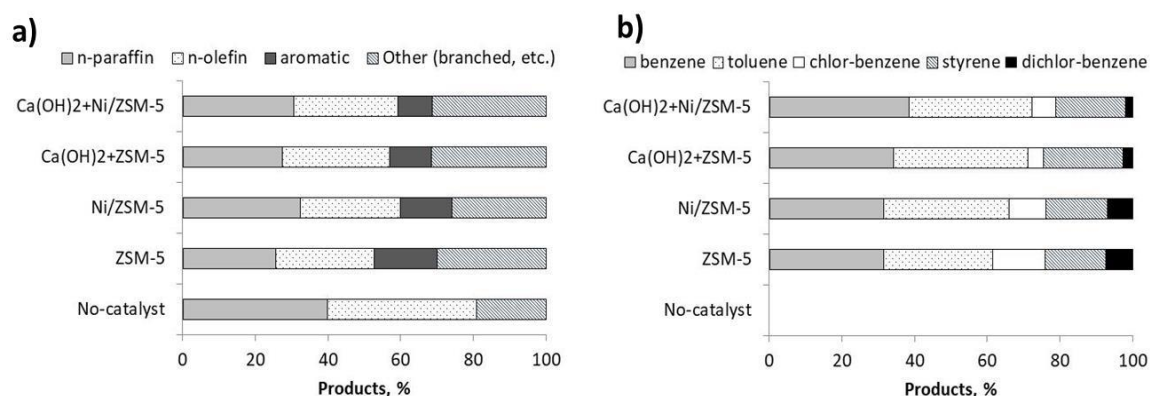 a)
n-paraffin n-olefin aromatic Other (branched, etc.)
Ca(OH)2+Ni/ZSM-5
Ca(OH)2+ZSM-5
Ni/ZSM-5
ZSM-5
No-catalyst
0 20 40 60 80 100
Products, %
b)
benzene toluene chlor-benzene styrene dichlor-benzene
Ca(OH)2+Ni/ZSM-5
Ca(OH)2+ZSM-5
Ni/ZSM-5
ZSM-5
No-catalyst
0 20 40 60 80 100
Products, %